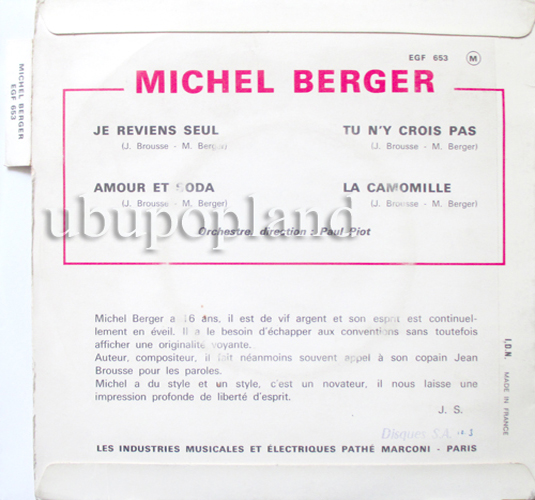 EGF 653 M
MICHEL BERGER
MICHEL BERGER
EGF 653
JE REVIENS SEUL
(J. Brousse - M. Berger)
TU N'Y CROIS PAS
(J. Brousse - M. Berger)
AMOUR ET SODA
(J. Brousse - M. Berger)
LA CAMOMILLE
(J. Brousse - M. Berger)
ubupopland
Orchestre, direction : Paul Piot
Michel Berger a 16 ans, il est de vif argent et son esprit est continuel-
lement en éveil. Il a le besoin d'échapper aux conventions sans toutefois
afficher une originalité voyante.
Auteur, compositeur, il fait néanmoins souvent appel à son copain Jean
Brousse pour les paroles.
Michel a du style et un style, c'est un novateur, il nous laisse une
impression profonde de liberté d'esprit.
J. S.
Disques S.A.
LES INDUSTRIES MUSICALES ET ÉLECTRIQUES PATHÉ MARCONI - PARIS
I.D.N. MADE IN FRANCE